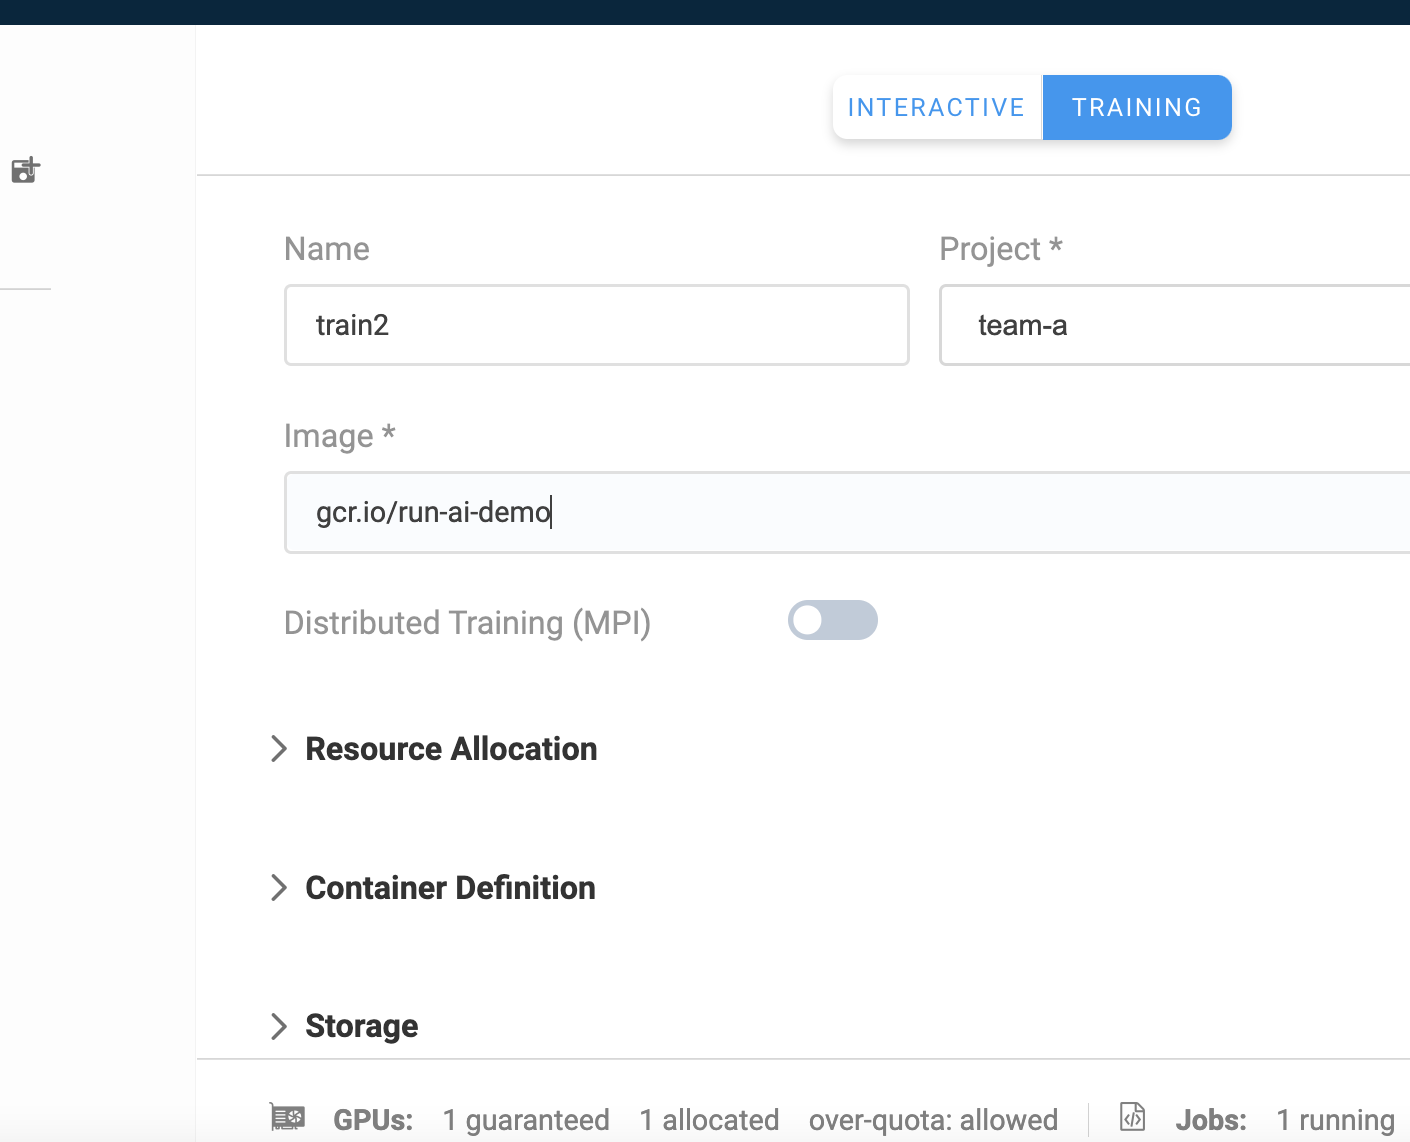 INTERACTIVE TRAINING
Name Project *
train2 team-a
Image *
gcr.io/run-ai-demo
Distributed Training (MPI)
Resource Allocation
Container Definition
Storage
GPUs: 1 guaranteed 1 allocated over-quota: allowed Jobs: 1 running